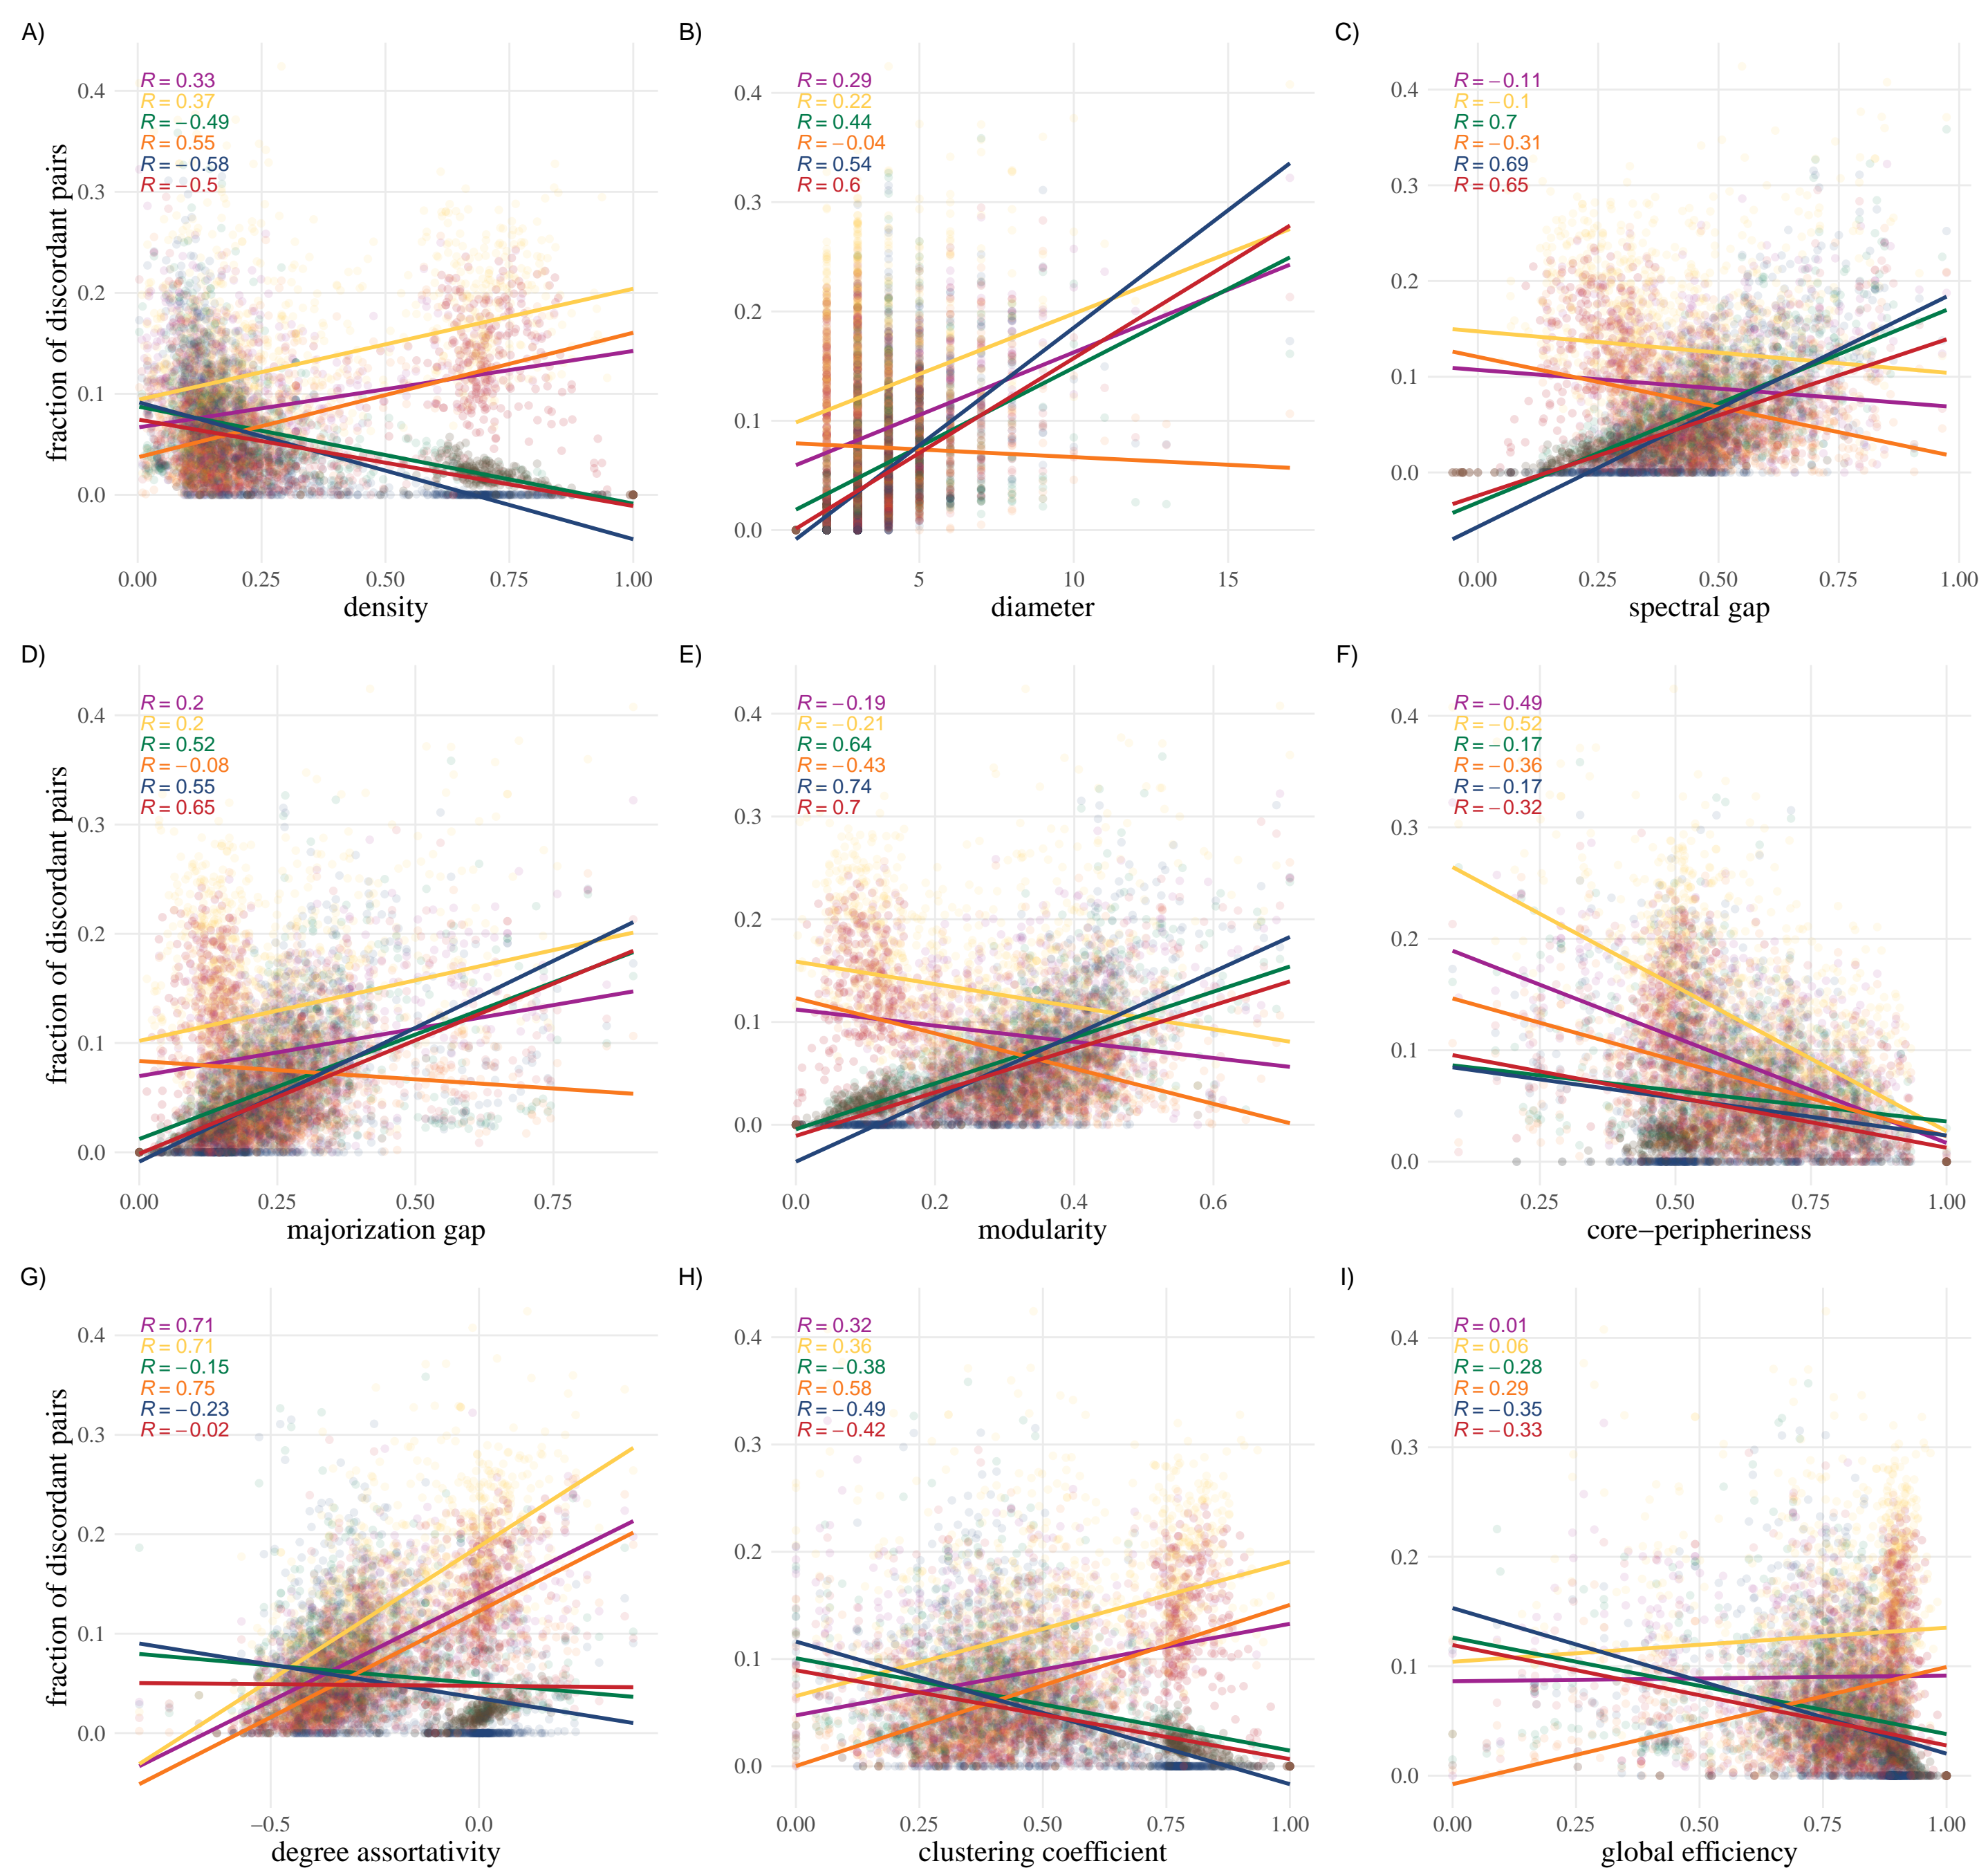 A)
R = 0.33
R = 0.37
R = −0.49
R = 0.55
R = −0.58
R = −0.5
0.4
0.3
0.2
0.1
0.0
fraction of discordant pairs
0.00 0.25 0.50 0.75 1.00
density
B)
R = 0.29
R = 0.22
R = 0.44
R = −0.04
R = 0.54
R = 0.6
0.4
0.3
0.2
0.1
0.0
5 10 15
diameter
C)
R = −0.11
R = −0.1
R = 0.7
R = −0.31
R = 0.69
R = 0.65
0.4
0.3
0.2
0.1
0.0
0.00 0.25 0.50 0.75 1.00
spectral gap
D)
R = 0.2
R = 0.2
R = 0.52
R = −0.08
R = 0.55
R = 0.65
0.4
0.3
0.2
0.1
0.0
fraction of discordant pairs
0.00 0.25 0.50 0.75
majorization gap
E)
R = −0.19
R = −0.21
R = 0.64
R = −0.43
R = 0.74
R = 0.7
0.4
0.3
0.2
0.1
0.0
0.0 0.2 0.4 0.6
modularity
F)
R = −0.49
R = −0.52
R = −0.17
R = −0.36
R = −0.17
R = −0.32
0.4
0.3
0.2
0.1
0.0
0.25 0.50 0.75 1.00
core−peripheriness
G)
R = 0.71
R = 0.71
R = −0.15
R = 0.75
R = −0.23
R = −0.02
0.4
0.3
0.2
0.1
0.0
fraction of discordant pairs
−0.5 0.0
degree assortativity
H)
R = 0.32
R = 0.36
R = −0.38
R = 0.58
R = −0.49
R = −0.42
0.4
0.3
0.2
0.1
0.0
0.00 0.25 0.50 0.75 1.00
clustering coefficient
I)
R = 0.01
R = 0.06
R = −0.28
R = 0.29
R = −0.35
R = −0.33
0.4
0.3
0.2
0.1
0.0
0.00 0.25 0.50 0.75 1.00
global efficiency